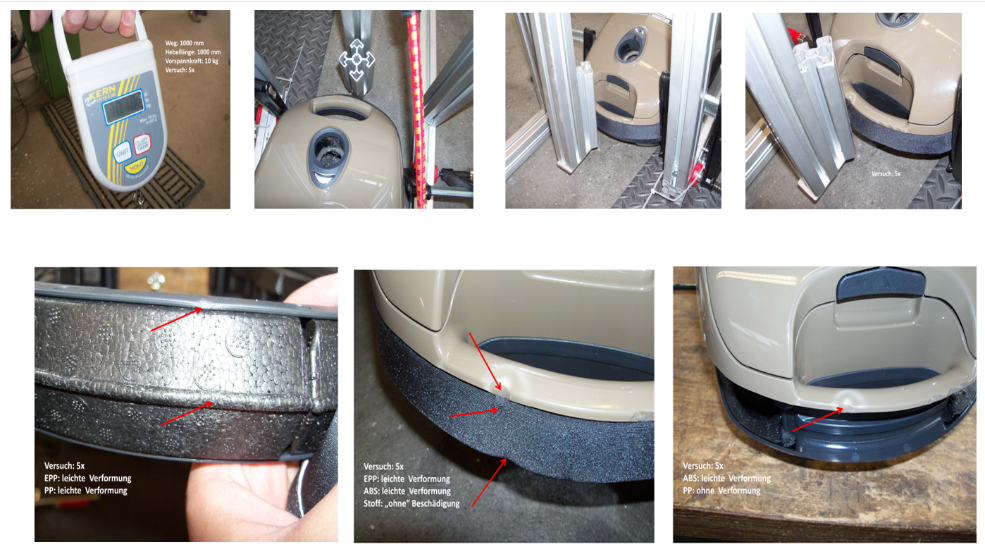 Weg: 1000 mm
Hebellänge: 1000 mm
Vorspannkraft: 10 kg
Versuch: 5x
KERN
UNIT
Versuch: 5x
Versuch: 5x
EPP: leichte Verformung
PP: leichte Verformung
Versuch: 5x
EPP: leichte Verformung
ABS: leichte Verformung
Stoff: „ohne“ Beschädigung
Versuch: 5x
ABS: leichte Verformung
PP: ohne Verformung